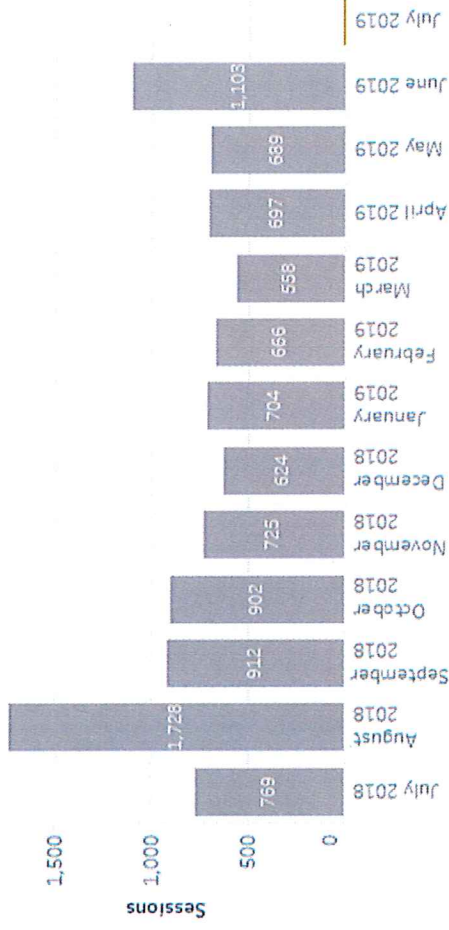 Sessions
1,500
1,000
500
0
769
1,728
912
902
725
624
704
666
558
697
689
1,103
July 2018
August
2018
September
2018
October
2018
November
2018
December
2018
January
2019
February
2019
March
2019
April 2019
May 2019
June 2019
July 2019